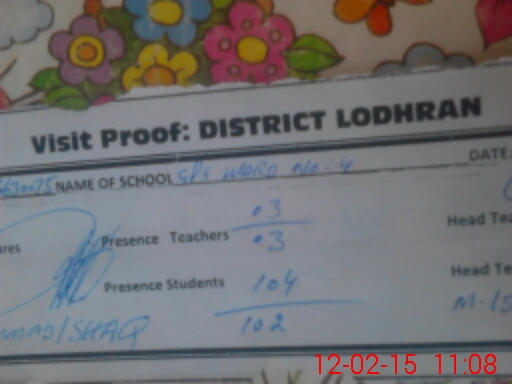 Visit Proof: DISTRICT LODHRAN
DATE:
NAME OF SCHOOL GPS WARD No. 4
Presence Teachers 03
03
Head Tea
Presence Students 104
102
Head Te
12-02-15 11:08